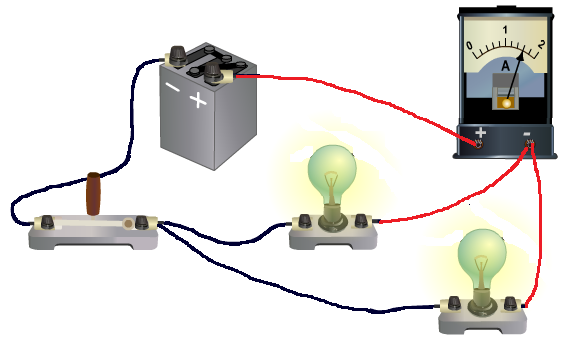 0 1 2
A
+ -
- +